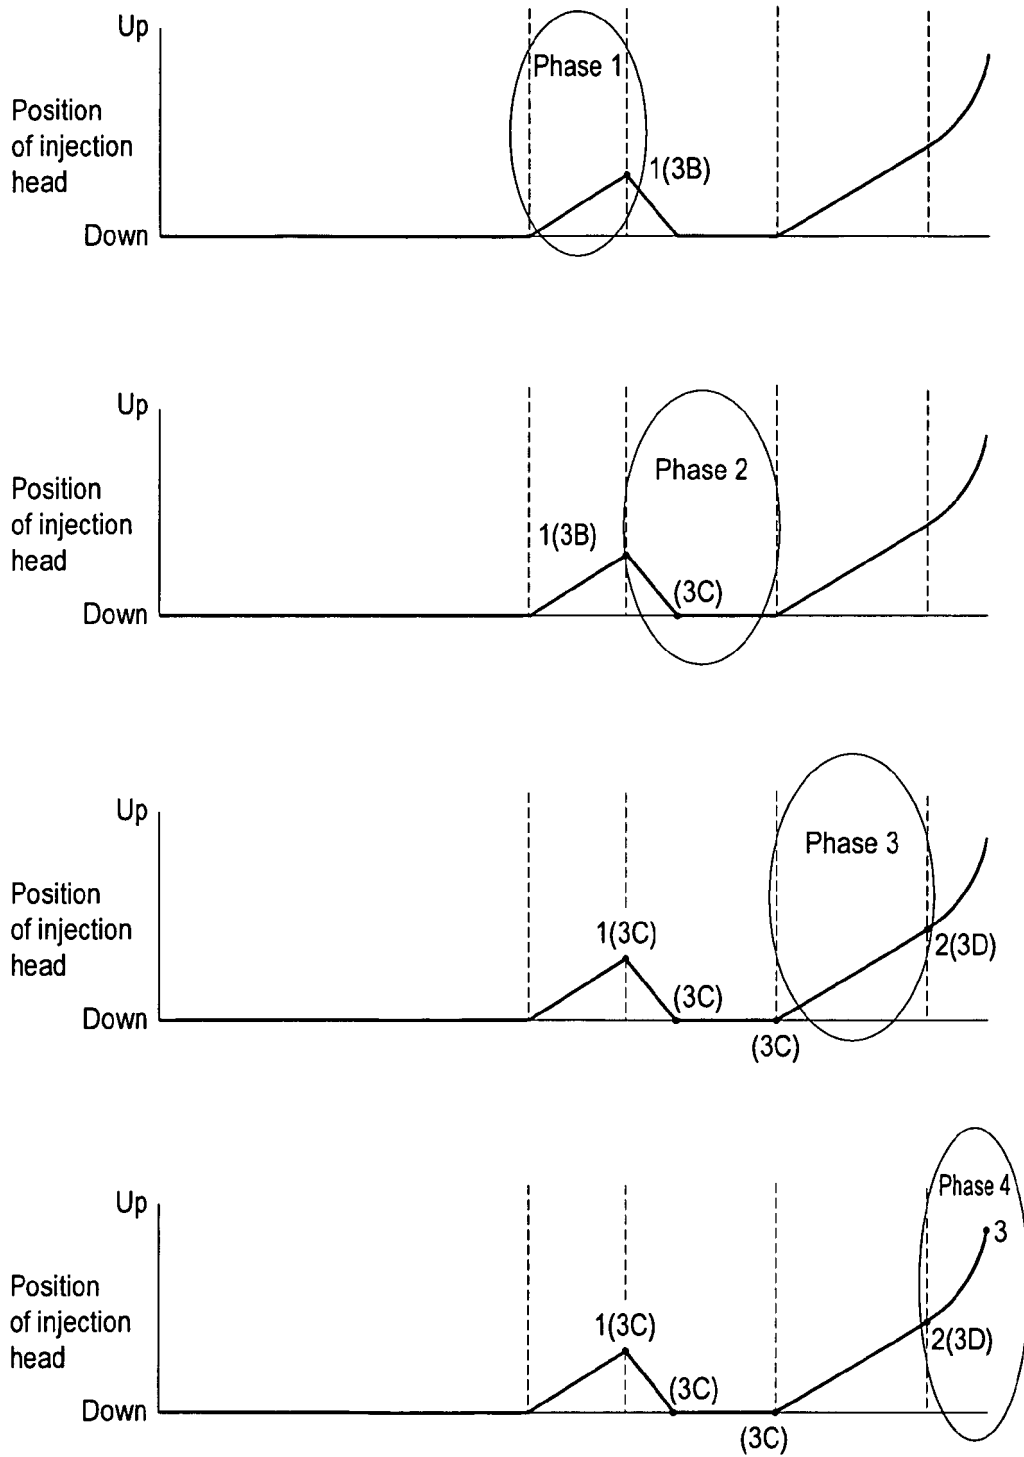 Up
Phase 1
Position
of injection
head
1(3B)
Down
Up
Phase 2
Position
of injection
head
1(3B)
(3C)
Down
Up
Phase 3
Position
of injection
head
1(3C)
2(3D)
(3C)
Down
(3C)
Phase 4
Up
3
Position
of injection
head
1(3C)
2(3D)
(3C)
Down
(3C)